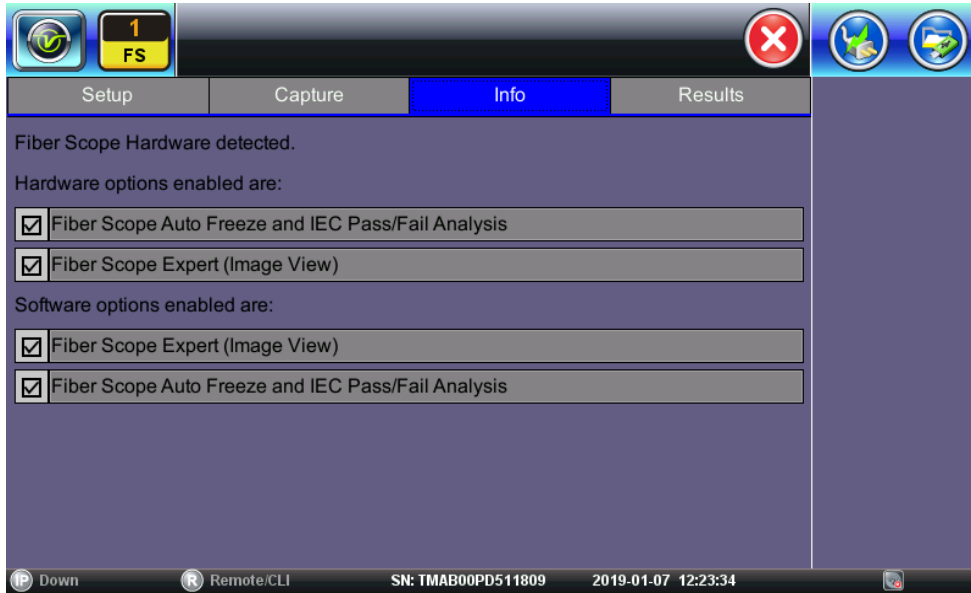 1
FS
Setup
Capture
Info
Results
Fiber Scope Hardware detected.
Hardware options enabled are:
Fiber Scope Auto Freeze and IEC Pass/Fail Analysis
Fiber Scope Expert (Image View)
Software options enabled are:
Fiber Scope Expert (Image View)
Fiber Scope Auto Freeze and IEC Pass/Fail Analysis
IP Down
R Remote/CLI
SN: TMAB00PD511809
2019-01-07 12:23:34